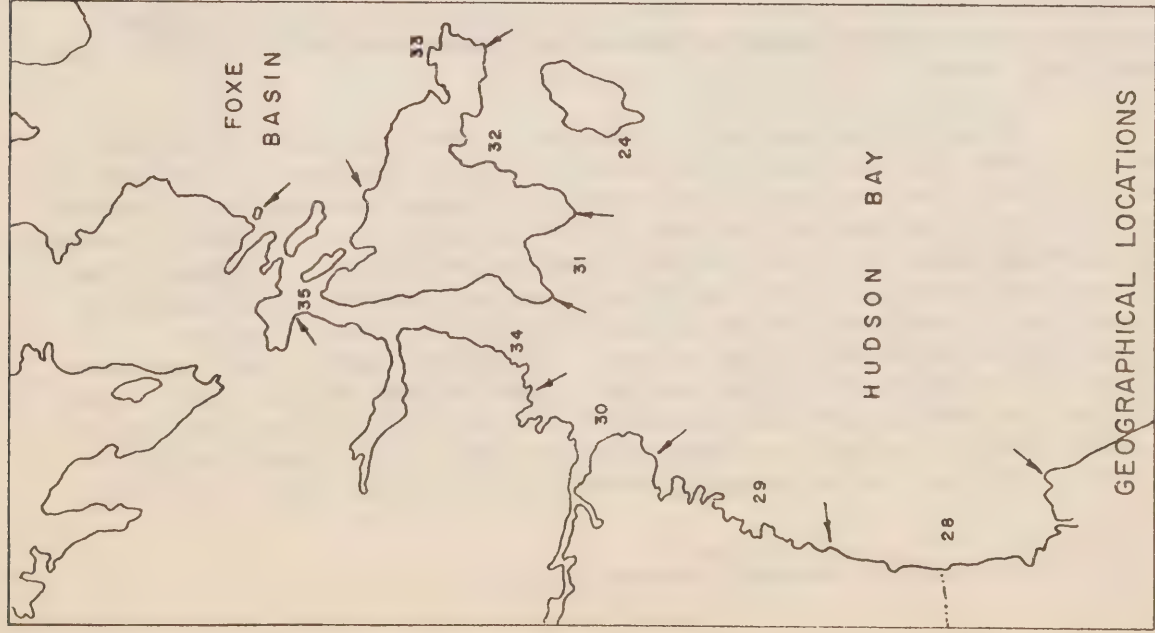 FOXE
BASIN
33
32
24
35
31
34
30
HUDSON BAY
29
28
GEOGRAPHICAL LOCATIONS